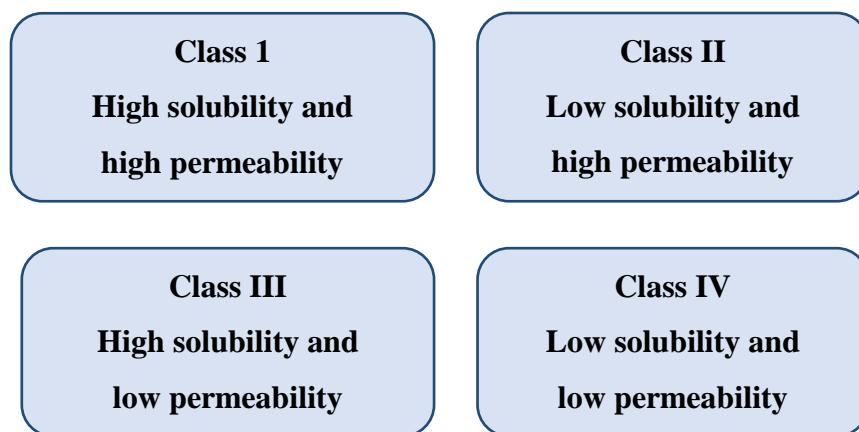 Class 1
High solubility and
high permeability
Class II
Low solubility and
high permeability
Class III
High solubility and
low permeability
Class IV
Low solubility and
low permeability